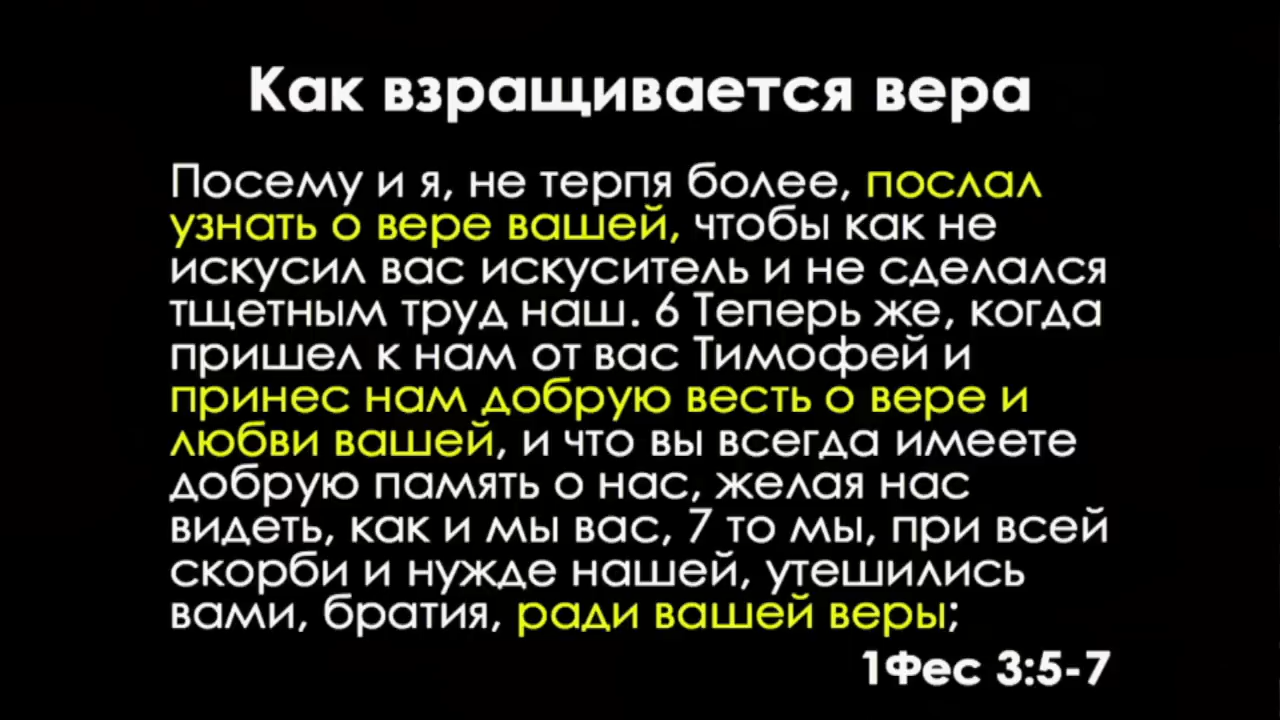 Как взращивается вера
Посему и я, не терпя более, послал
узнать о вере вашей, чтобы как не
искусил вас искуситель и не сделался
тщетным труд наш. 6 Теперь же, когда
пришел к нам от вас Тимофей и
принес нам добрую весть о вере и
любви вашей, и что вы всегда имеете
добрую память о нас, желая нас
видеть, как и мы вас, 7 то мы, при всей
скорби и нужде нашей, утешились
вами, братия, ради вашей веры;
1Фес 3:5-7